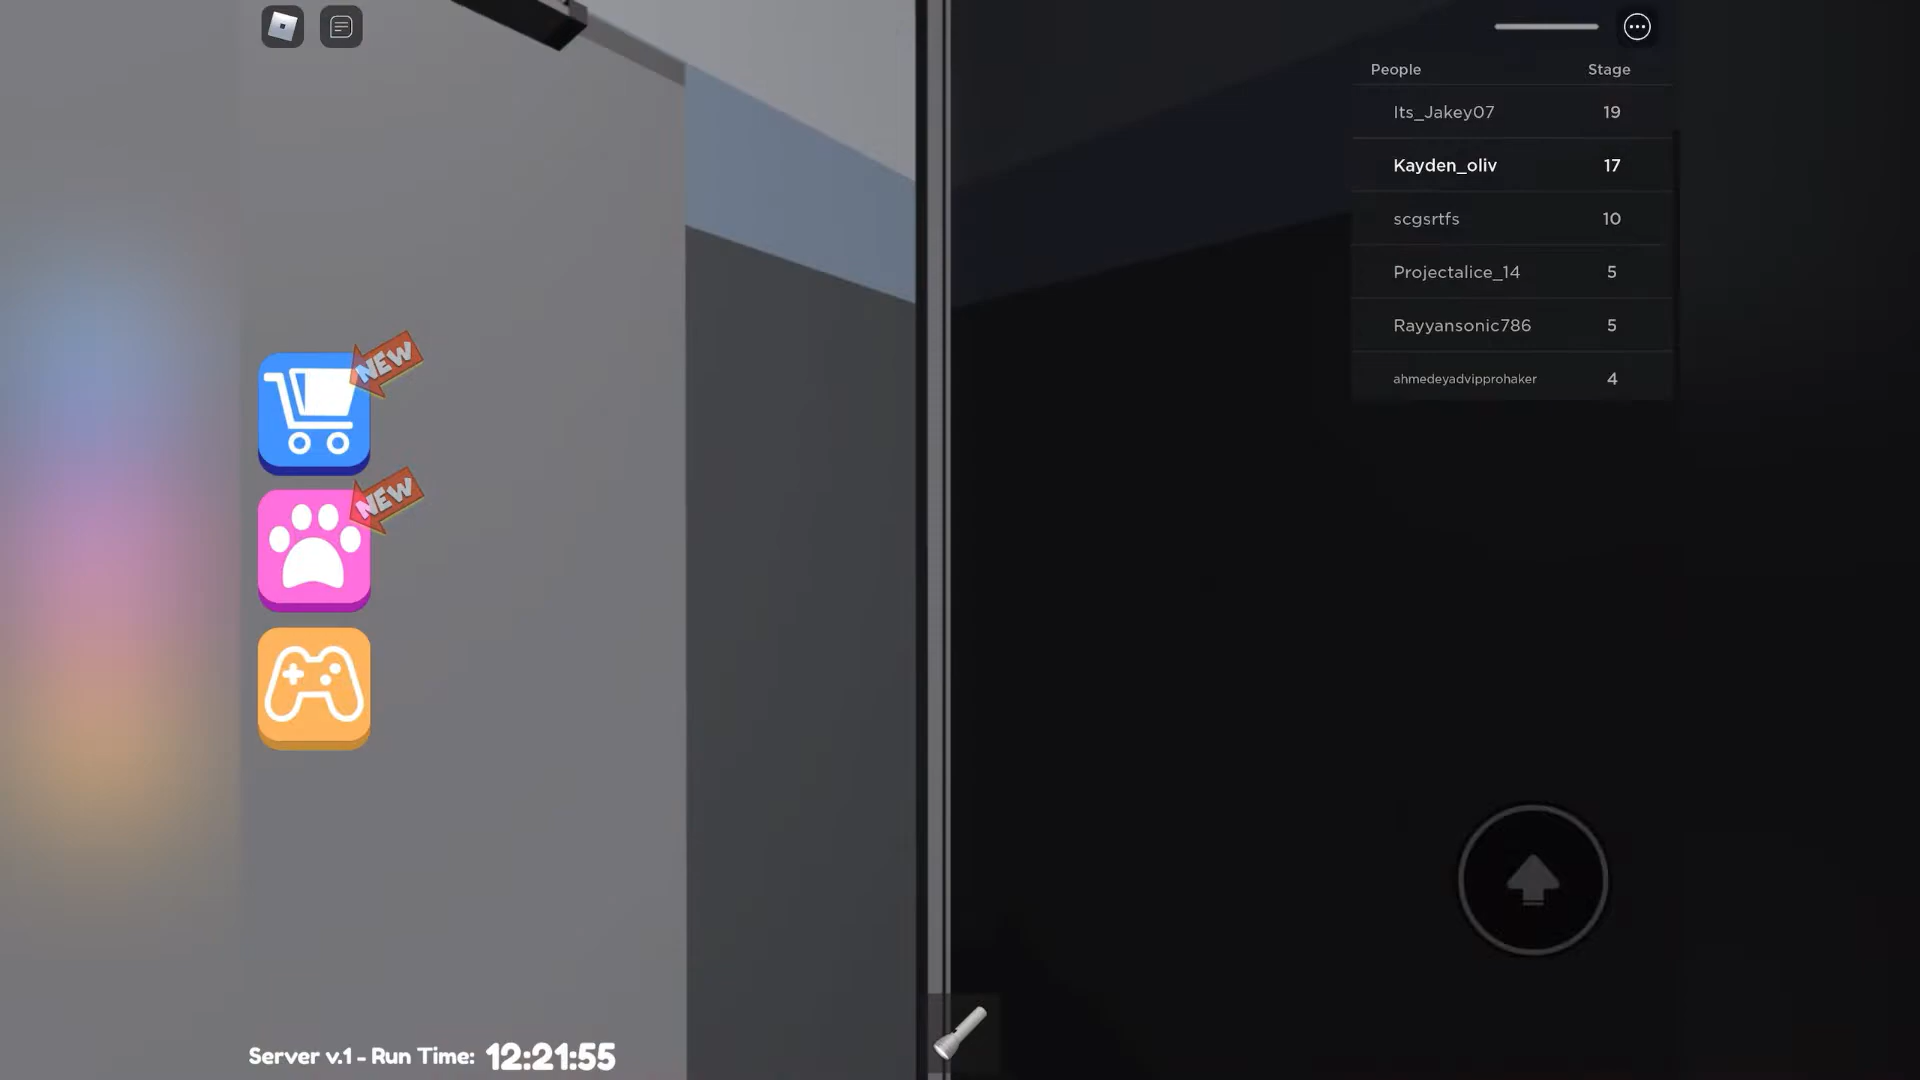 People Stage
Its_Jakey07 19
Kayden_oliv 17
scgsrtfs 10
Projectalice_14 5
Rayyansonic786 5
ahmedeyadvipprohaker 4
NEW
NEW
Server v.1 - Run Time: 12:21:55